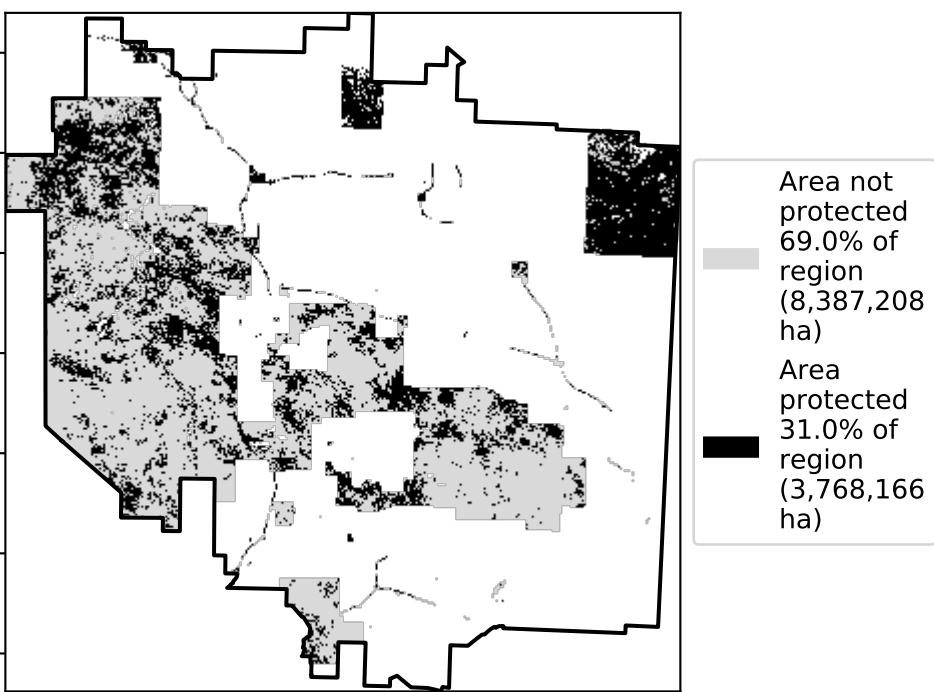 Area not
protected
69.0% of
region
(8,387,208
ha)
Area
protected
31.0% of
region
(3,768,166
ha)